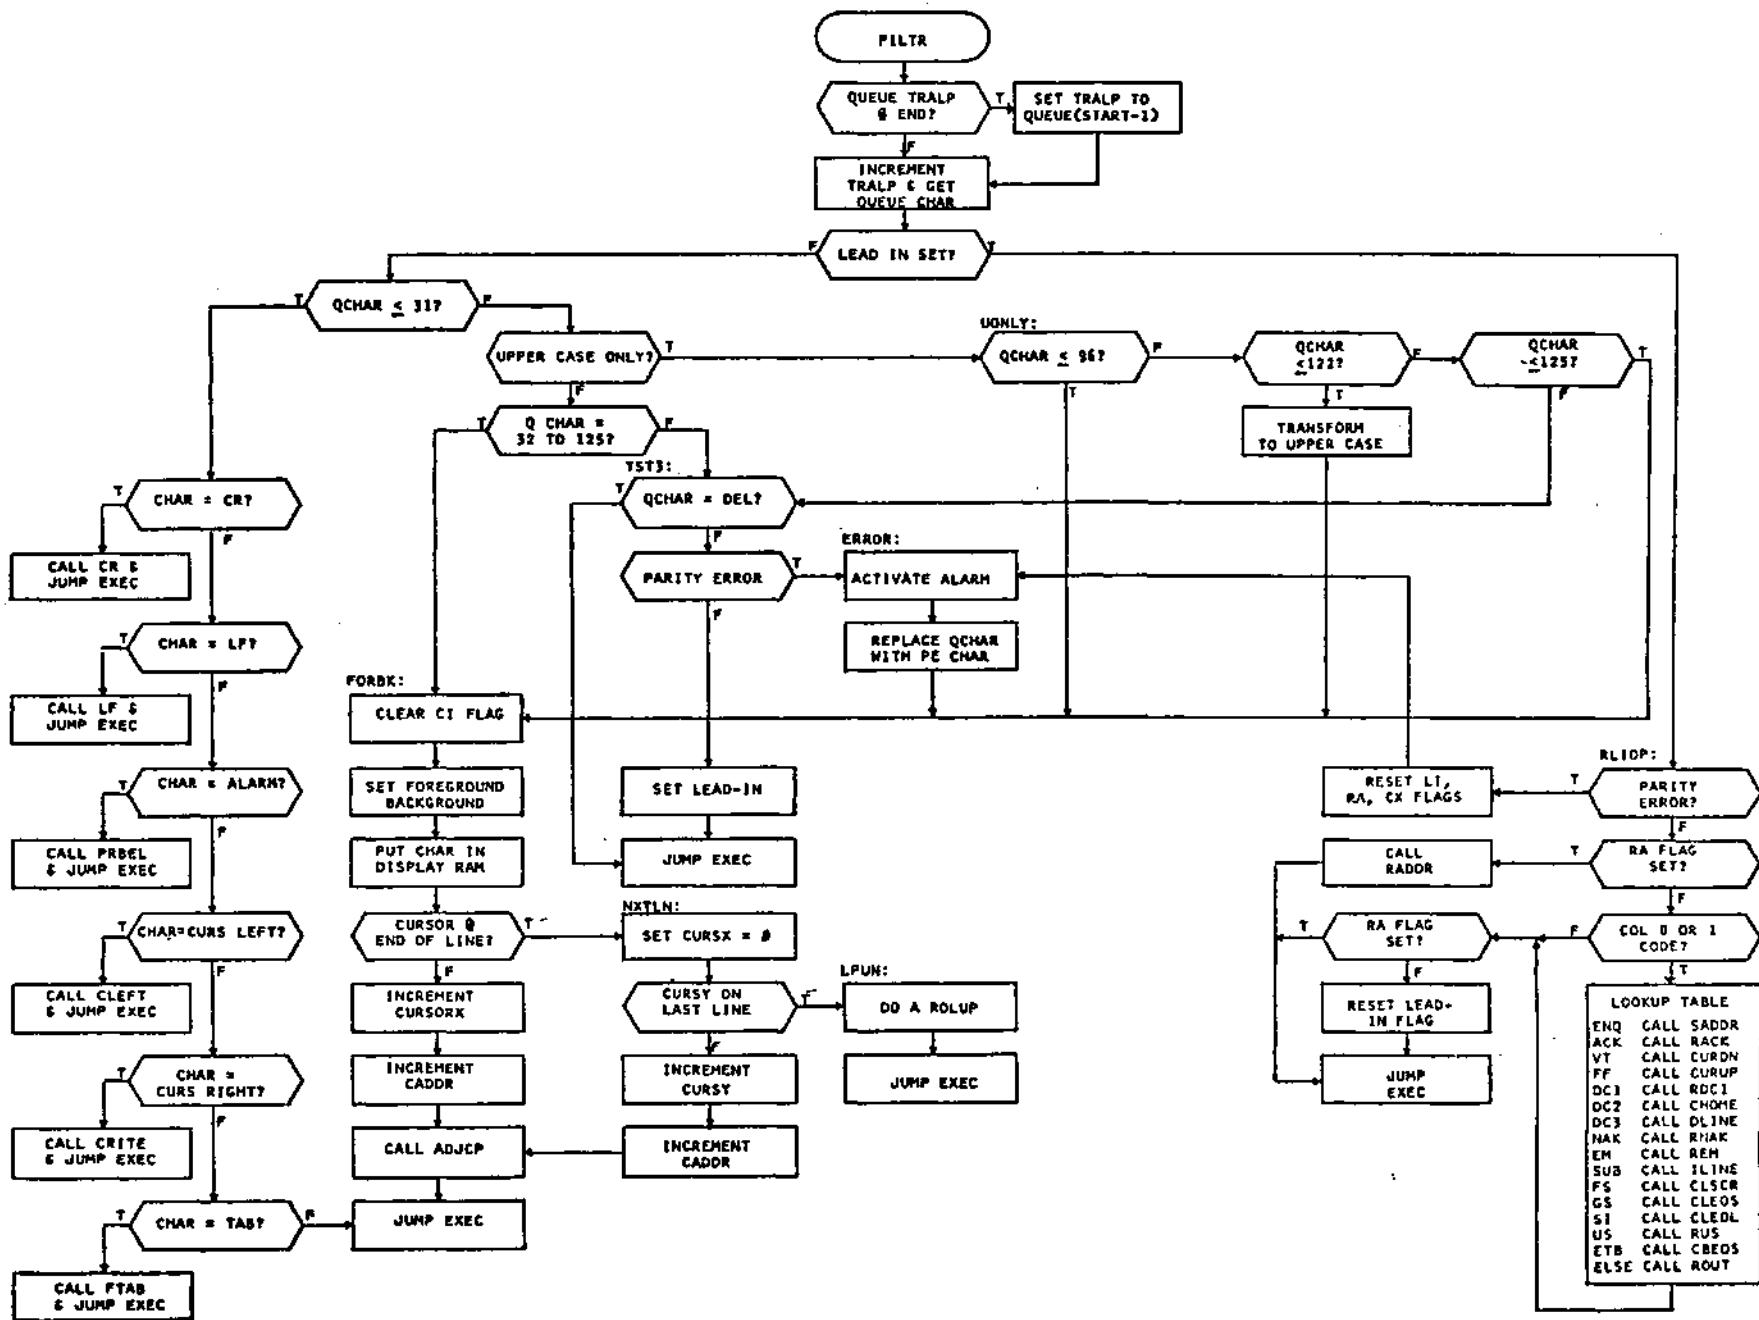 FILTR
QUEUE TRALP
@ END?
T
SET TRALP TO
QUEUE(START-1)
F
INCREMENT
TRALP & GET
QUEUE CHAR
F
LEAD IN SET?
T
T
QCHAR ≤ 31?
F
UPPER CASE ONLY?
T
UONLY:
QCHAR ≤ 96?
F
QCHAR
≤122?
F
QCHAR
≤125?
T
F
T
T
F
T
Q CHAR =
32 TO 125?
F
TRANSFORM
TO UPPER CASE
TST3:
T
CHAR = CR?
T
QCHAR = DEL?
F
CALL CR &
JUMP EXEC
F
ERROR:
PARITY ERROR
T
ACTIVATE ALARM
F
T
CHAR = LF?
REPLACE QCHAR
WITH PE CHAR
F
CALL LF &
JUMP EXEC
FORBK:
CLEAR CI FLAG
T
CHAR = ALARM?
SET FOREGROUND
BACKGROUND
SET LEAD-IN
RESET LI,
RA, CX FLAGS
T
RLIDP:
PARITY
ERROR?
F
F
CALL PRBEL
& JUMP EXEC
PUT CHAR IN
DISPLAY RAM
JUMP EXEC
CALL
RADDR
T
RA FLAG
SET?
F
T
CHAR=CURS LEFT?
CURSOR @
END OF LINE?
T
NXTLN:
SET CURSX = 0
T
RA FLAG
SET?
F
COL 0 OR 1
CODE?
F
F
F
T
CALL CLEFT
& JUMP EXEC
INCREMENT
CURSORX
CURSY ON
LAST LINE
T
LFUN:
DO A ROLUP
RESET LEAD-
IN FLAG
F
T
CHAR =
CURS RIGHT?
INCREMENT
CADDR
INCREMENT
CURSY
JUMP EXEC
JUMP
EXEC
F
CALL CRITE
& JUMP EXEC
CALL ADJCP
INCREMENT
CADDR
T
CHAR = TAB?
F
JUMP EXEC
CALL FTAB
& JUMP EXEC
LOOKUP TABLE
ENQ CALL SADDR
ACK CALL RACK
VT CALL CURDN
FF CALL CURUP
DC1 CALL RDC1
DC2 CALL CHOME
DC3 CALL DLINE
NAK CALL RNAK
EM CALL REM
SUB CALL ILINE
FS CALL CLSCR
GS CALL CLEOS
SI CALL CLEOL
US CALL RUS
ETB CALL CBEOS
ELSE CALL ROUT